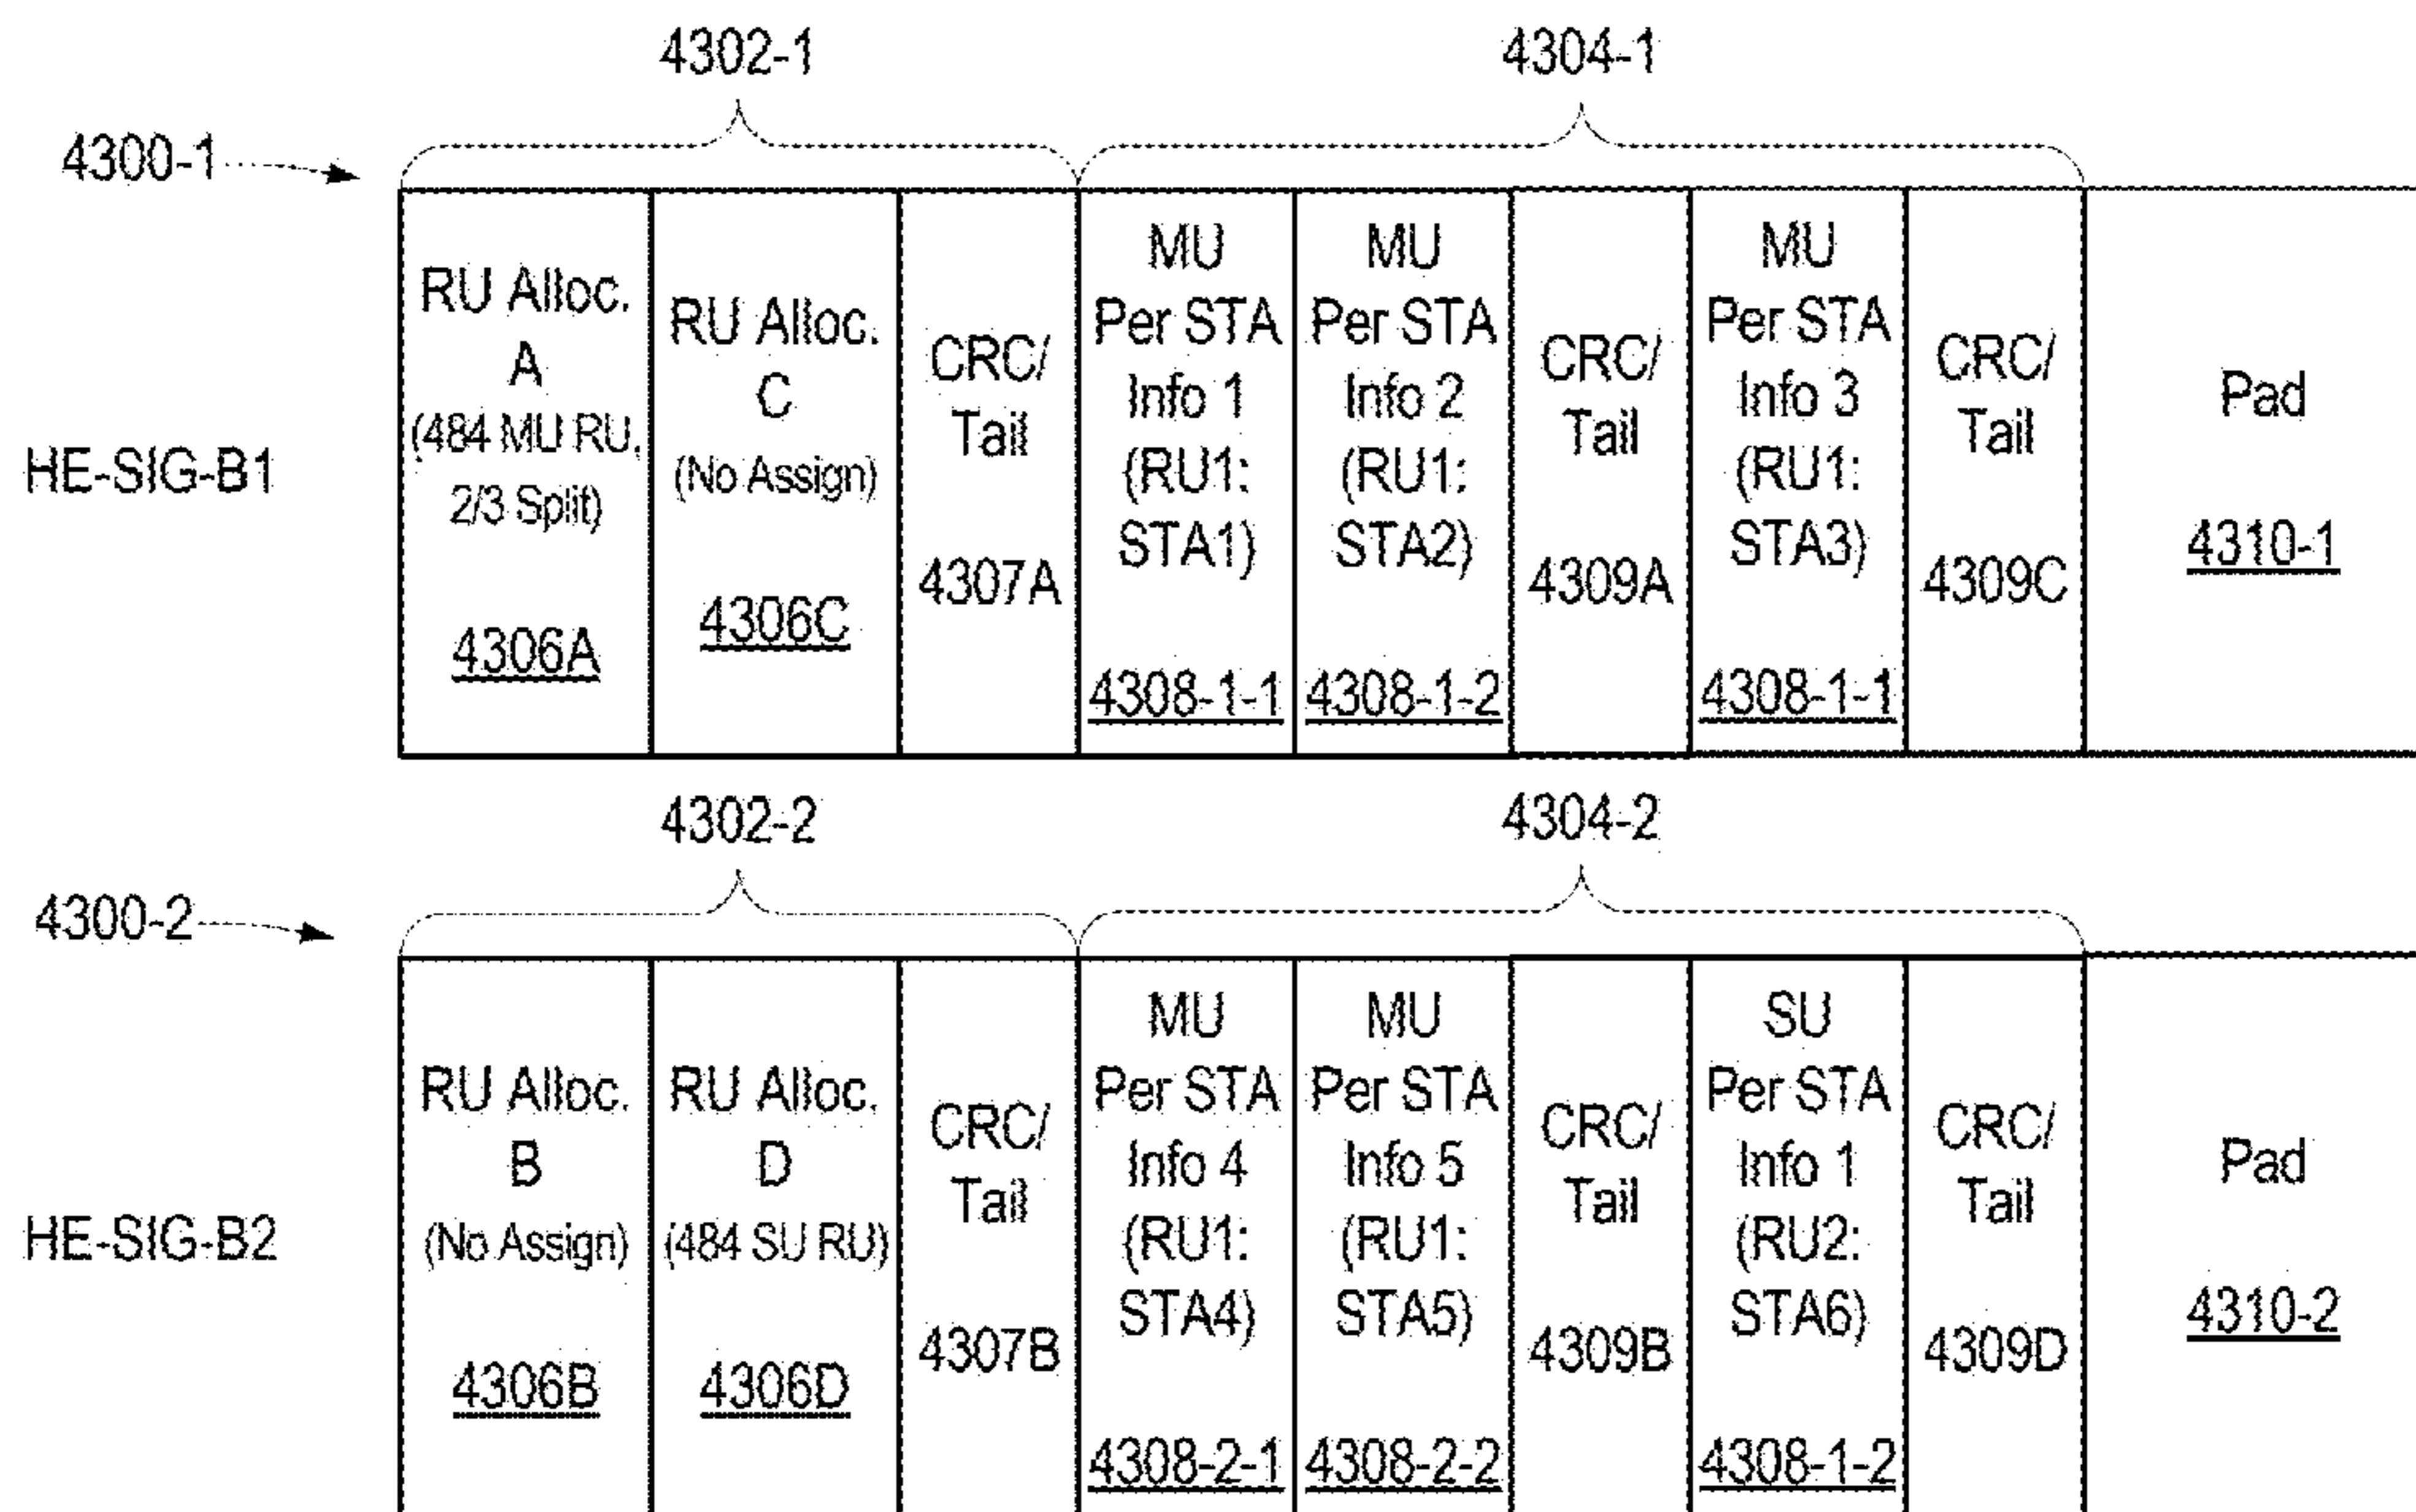 4302-1
4304-1
4300-1
HE-SIG-B1
RU Alloc.
A
(484 MU RU,
2/3 Split)
4306A
RU Alloc.
C
(No Assign)
4306C
CRC/
Tail
4307A
MU
Per STA
Info 1
(RU1:
STA1)
4308-1-1
MU
Per STA
Info 2
(RU1:
STA2)
4308-1-2
CRC/
Tail
4309A
MU
Per STA
Info 3
(RU1:
STA3)
4308-1-1
CRC/
Tail
4309C
Pad
4310-1
4302-2
4304-2
4300-2
HE-SIG-B2
RU Alloc.
B
(No Assign)
4306B
RU Alloc.
D
(484 SU RU)
4306D
CRC/
Tail
4307B
MU
Per STA
Info 4
(RU1:
STA4)
4308-2-1
MU
Per STA
Info 5
(RU1:
STA5)
4308-2-2
CRC/
Tail
4309B
SU
Per STA
Info 1
(RU2:
STA6)
4308-1-2
CRC/
Tail
4309D
Pad
4310-2